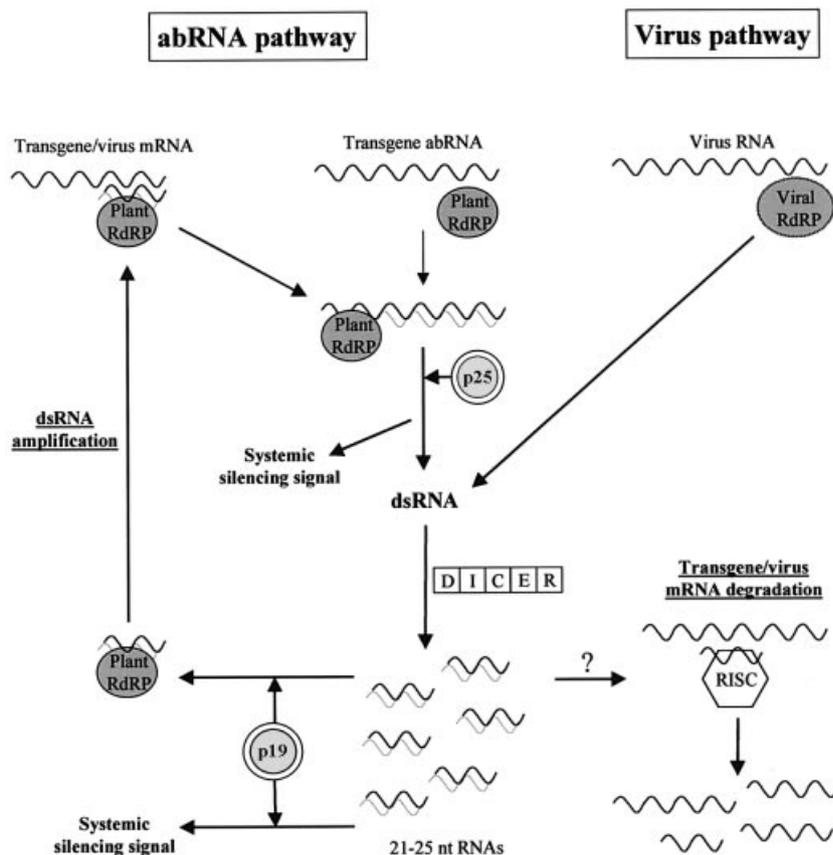 abRNA pathway
Virus pathway
Transgene/virus mRNA
Transgene abRNA
Virus RNA
Plant
RdRP
Plant
RdRP
Viral
RdRP
Plant
RdRP
p25
dsRNA
amplification
Systemic
silencing signal
dsRNA
DICER
Transgene/virus
mRNA degradation
Plant
RdRP
?
RISC
p19
Systemic
silencing signal
21-25 nt RNAs